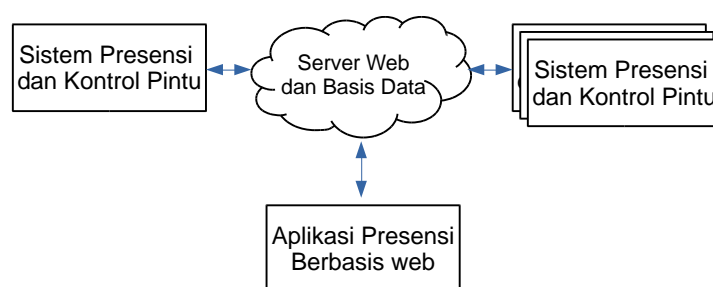 Sistem Presensi
dan Kontrol Pintu
Server Web
dan Basis Data
Sistem Presensi
dan Kontrol Pintu
Aplikasi Presensi
Berbasis web